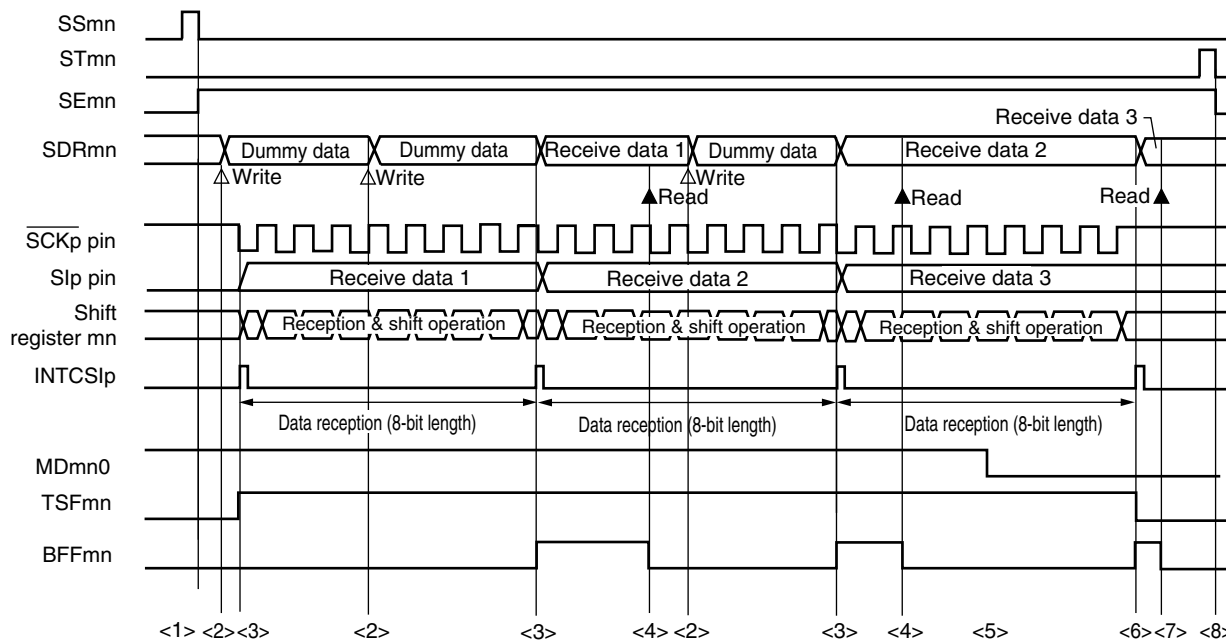 SSmn
STmn
SEmn
Receive data 3
SDRmn Dummy data Dummy data Receive data 1 Dummy data Receive data 2
Write Write Write
Read Read Read
SCKp pin
SIp pin Receive data 1 Receive data 2 Receive data 3
Shift
register mn Reception & shift operation Reception & shift operation Reception & shift operation
INTCSIp
Data reception (8-bit length) Data reception (8-bit length) Data reception (8-bit length)
MDmn0
TSFmn
BFFmn
<1> <2> <3> <2> <3> <4> <2> <3> <4> <5> <6> <7> <8>